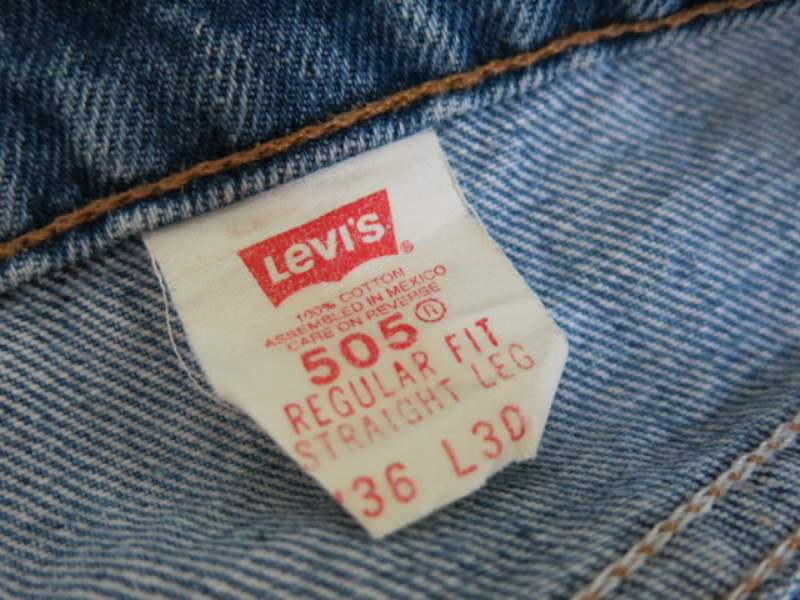 Levi's®
100% COTTON
ASSEMBLED IN MEXICO
CARE ON REVERSE
505®
REGULAR FIT
STRAIGHT LEG
36 L30